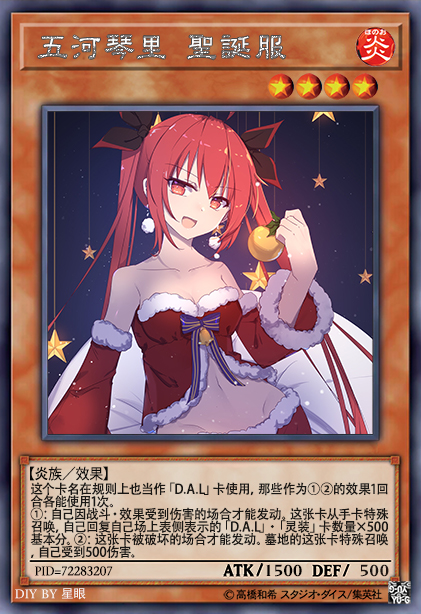 五河琴里 聖誕服
ほのお
炎
【炎族／效果】
这个卡名在规则上也当作「D.A.L」卡使用，那些作为①②的效果1回
合各能使用1次。
①：自己因战斗・效果受到伤害的场合才能发动。这张卡从手卡特殊
召唤，自己回复自己场上表侧表示的「D.A.L」・「灵装」卡数量×500
基本分。②：这张卡被破坏的场合才能发动。墓地的这张卡特殊召唤
，自己受到500伤害。
PID=72283207
ATK/1500 DEF/ 500
DIY BY 星眼
©高橋和希 スタジオ・ダイス/集英社